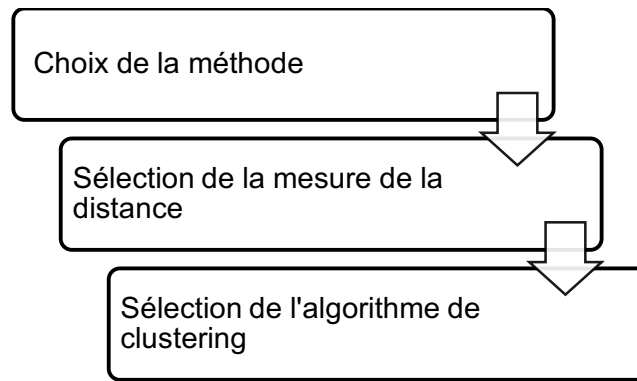 Choix de la méthode
Sélection de la mesure de la
distance
Sélection de l'algorithme de
clustering